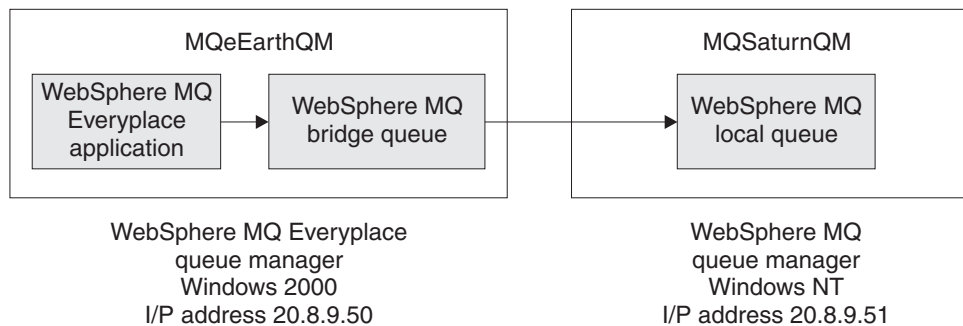 MQeEarthQM
WebSphere MQ
Everyplace
application
WebSphere MQ
bridge queue
MQSaturnQM
WebSphere MQ
local queue
WebSphere MQ Everyplace
queue manager
Windows 2000
I/P address 20.8.9.50
WebSphere MQ
queue manager
Windows NT
I/P address 20.8.9.51